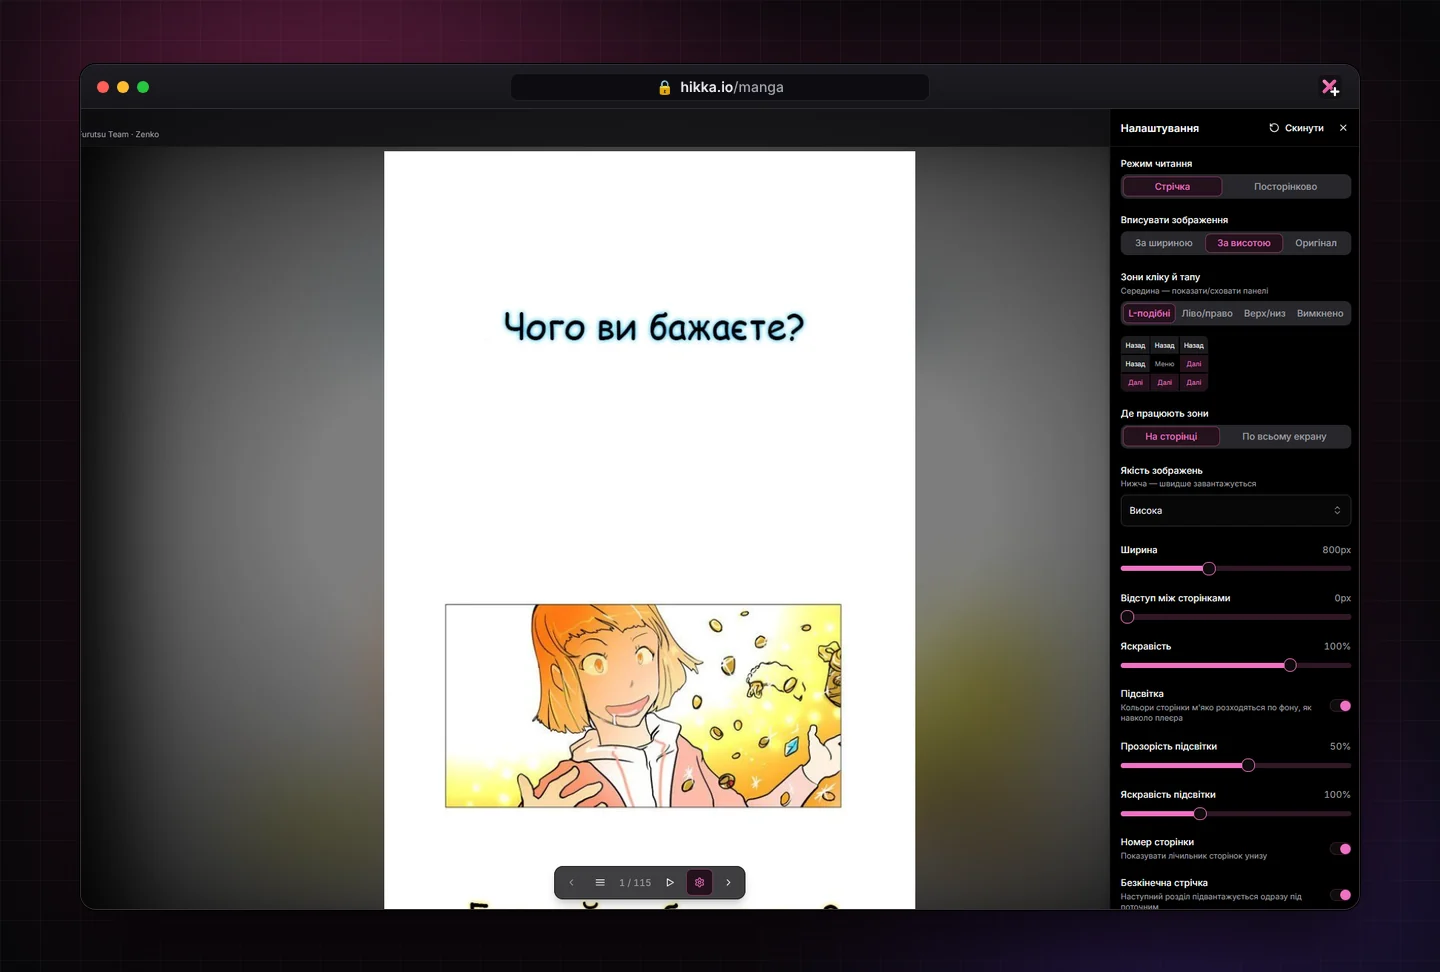 hikka.io/manga
urutsu Team · Zenko
Чого ви бажаєте?
1 / 115
Налаштування
Скинути
Режим читання
Стрічка Посторінково
Вписувати зображення
За шириною За висотою Оригінал
Зони кліку й тапу
Середина — показати/сховати панелі
L-подібні Ліво/право Верх/низ Вимкнено
Назад Назад Назад
Назад Меню Далі
Далі Далі Далі
Де працюють зони
На сторінці По всьому екрану
Якість зображень
Нижча — швидше завантажується
Висока
Ширина 800px
Відступ між сторінками 0px
Яскравість 100%
Підсвітка
Кольори сторінки м'яко розходяться по фону, як
навколо плеєра
Прозорість підсвітки 50%
Яскравість підсвітки 100%
Номер сторінки
Показувати лічильник сторінок унизу
Безкінечна стрічка
Наступний розділ підвантажується одразу під
поточним